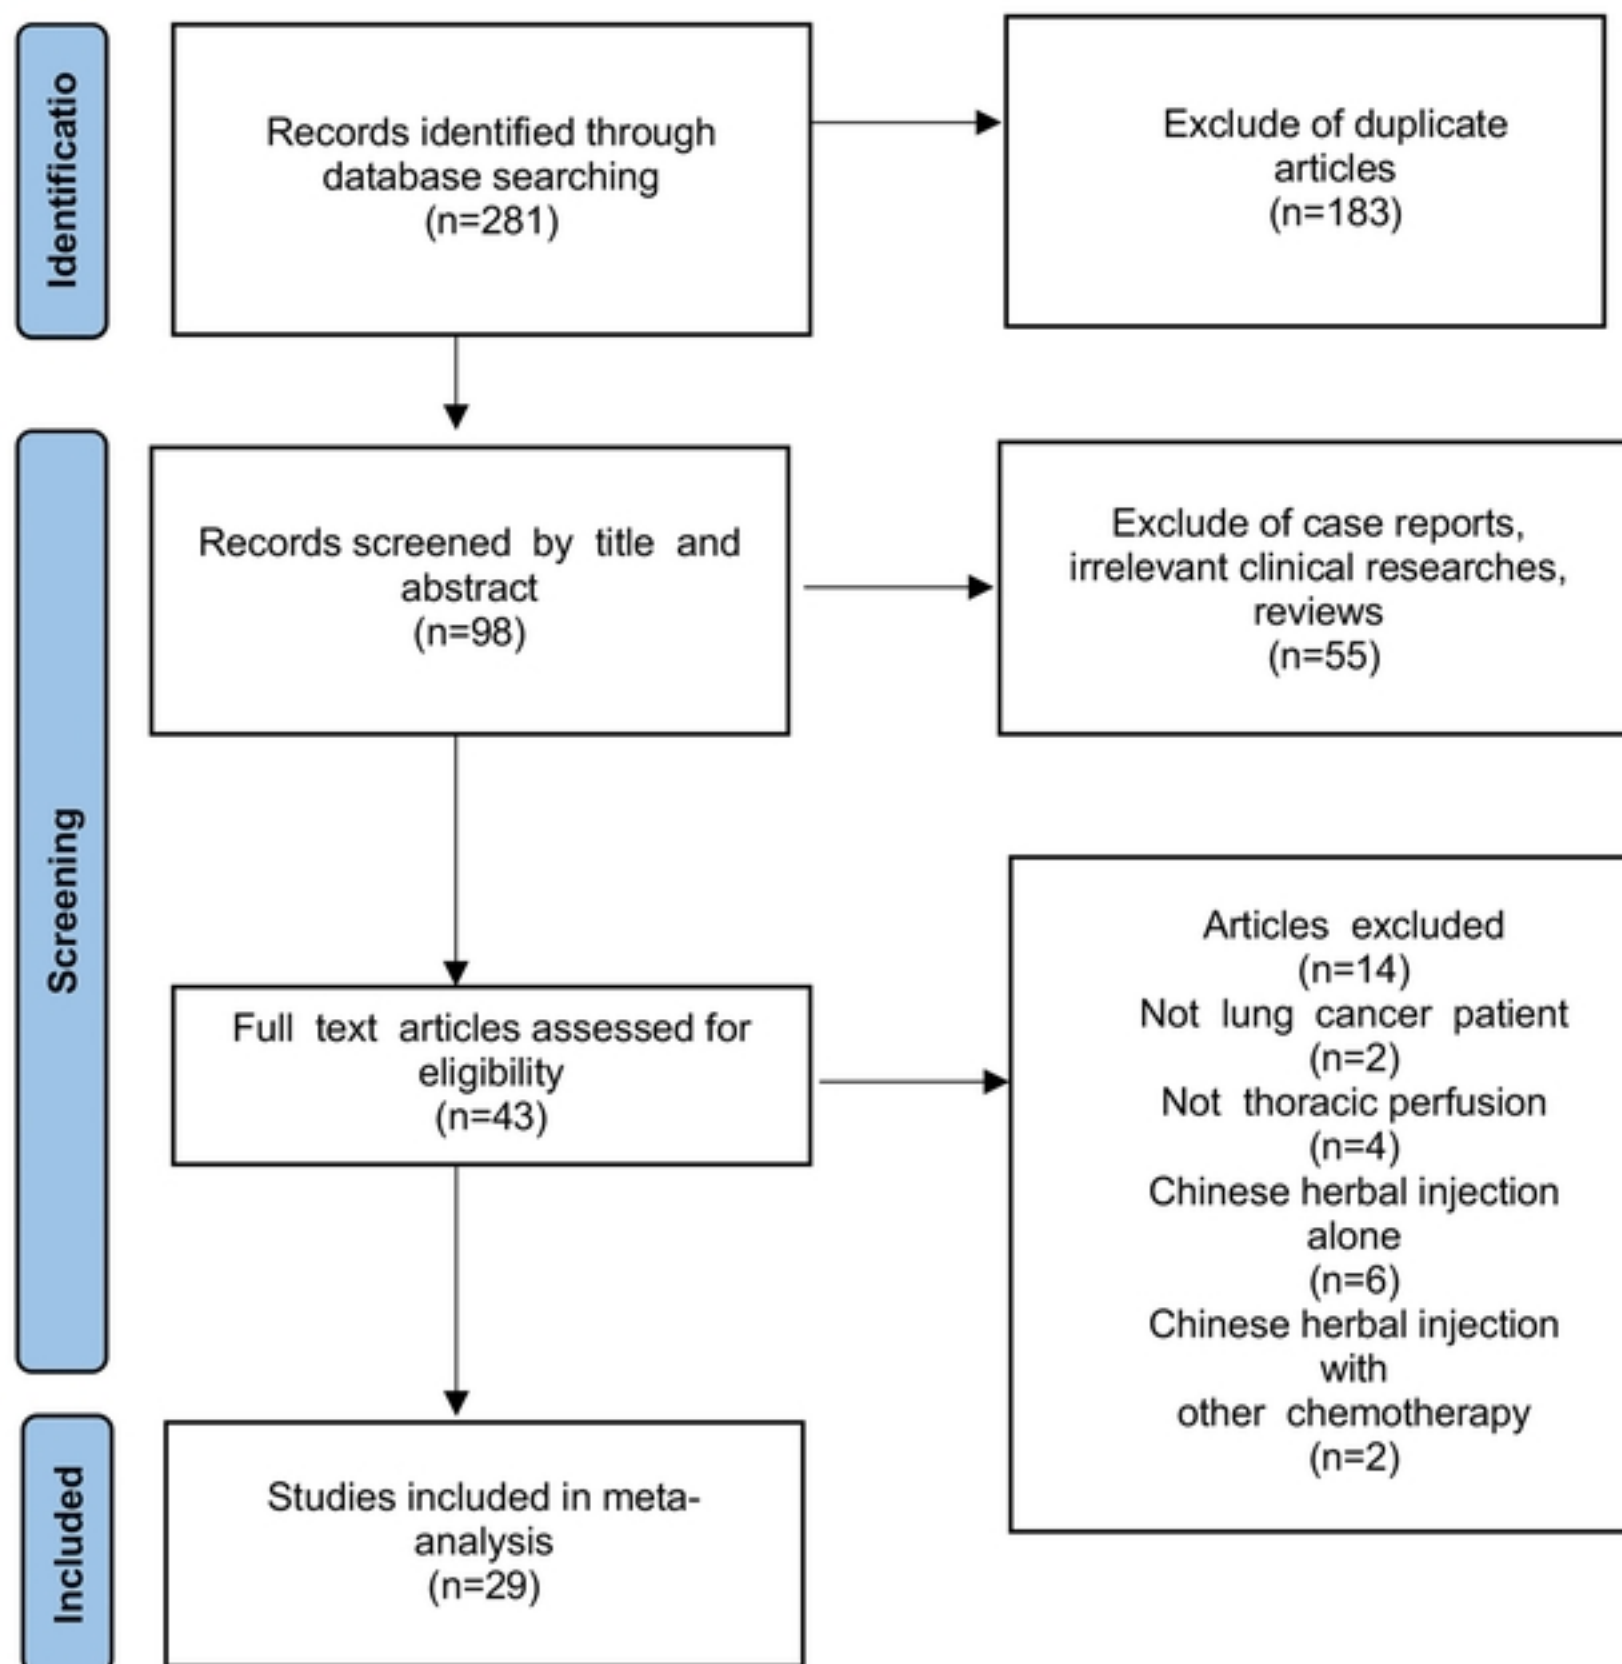 Identificatio
Records identified through
database searching
(n=281)
Exclude of duplicate
articles
(n=183)
Screening
Records screened by title and
abstract
(n=98)
Exclude of case reports,
irrelevant clinical researches,
reviews
(n=55)
Full text articles assessed for
eligibility
(n=43)
Articles excluded
(n=14)
Not lung cancer patient
(n=2)
Not thoracic perfusion
(n=4)
Chinese herbal injection
alone
(n=6)
Chinese herbal injection
with
other chemotherapy
(n=2)
Included
Studies included in meta-
analysis
(n=29)